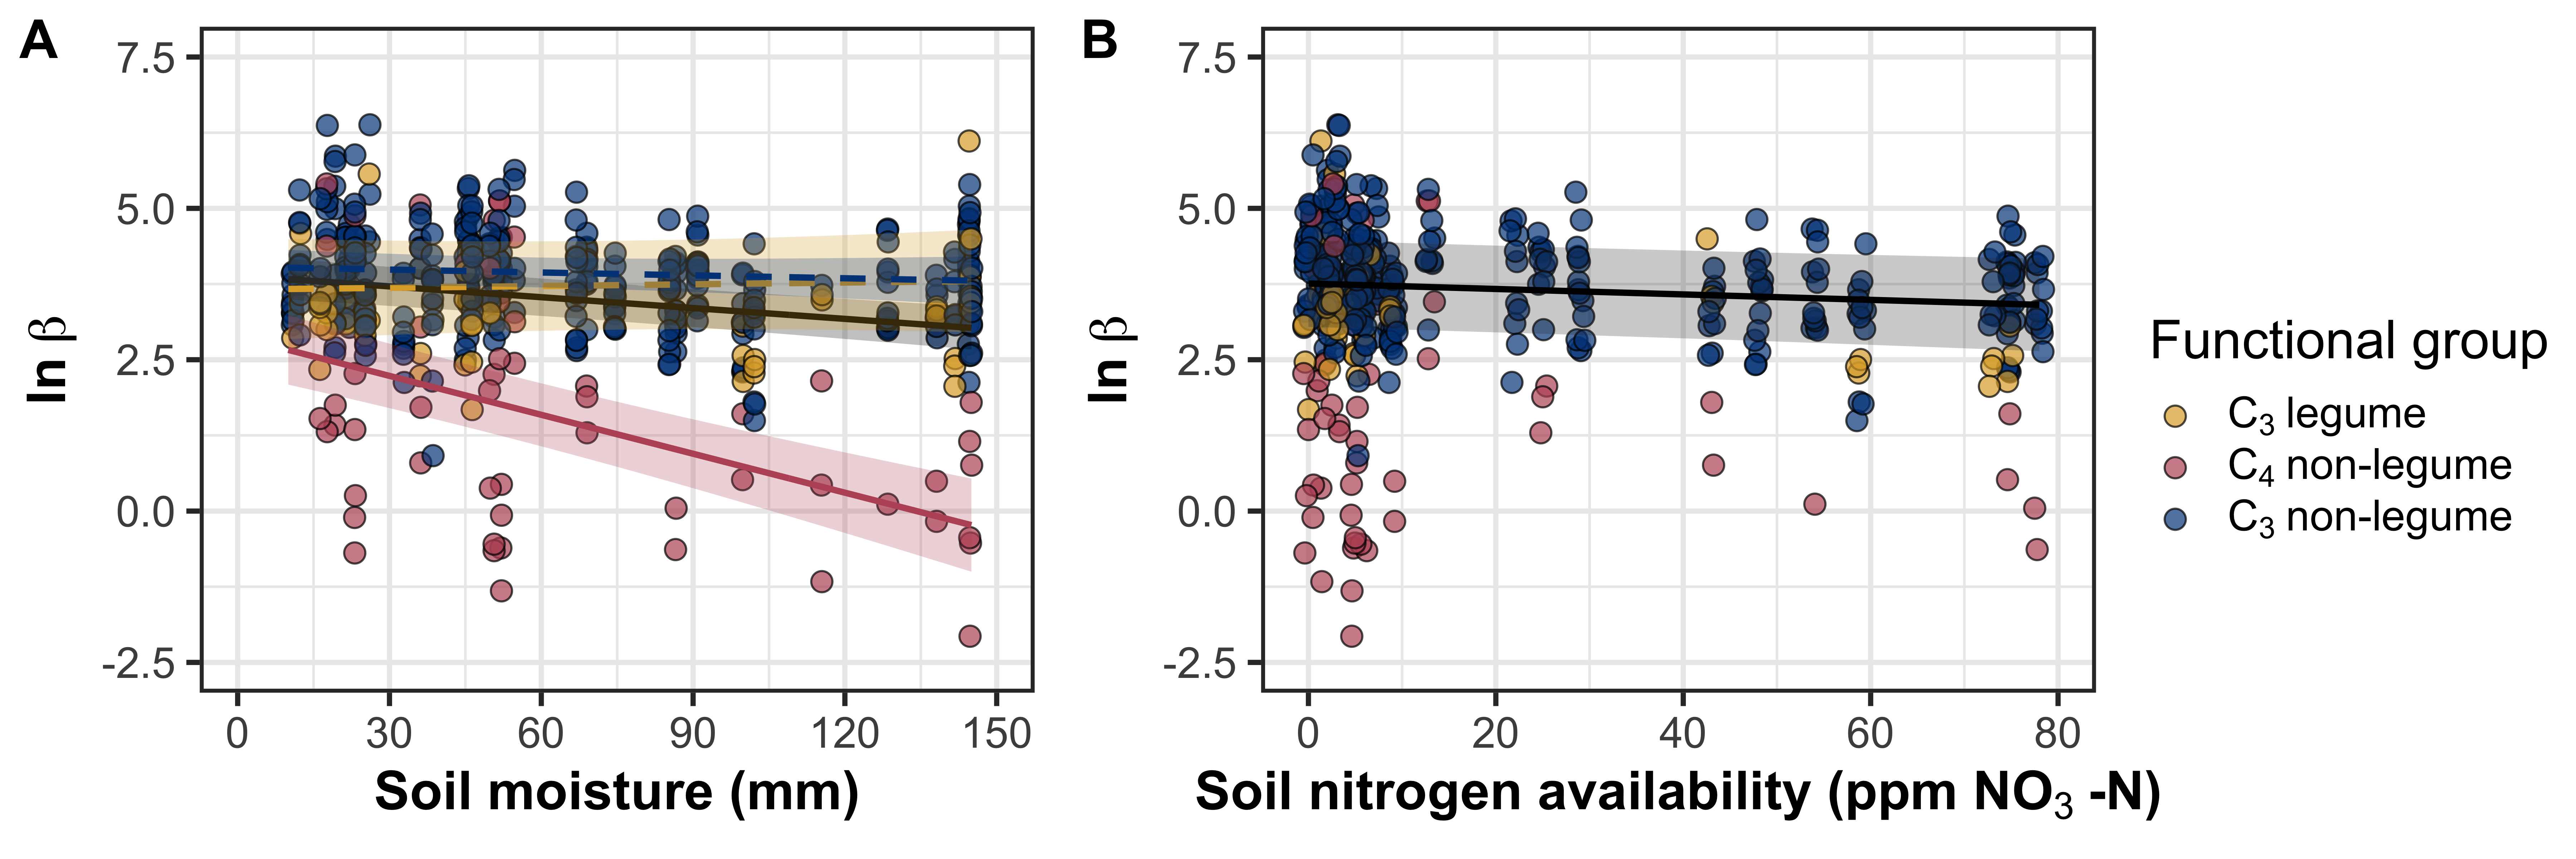 A
7.5
5.0
2.5
0.0
-2.5
ln β
0 30 60 90 120 150
Soil moisture (mm)
B
7.5
5.0
2.5
0.0
-2.5
ln β
0 20 40 60 80
Soil nitrogen availability (ppm NO₃ -N)
Functional group
C₃ legume
C₄ non-legume
C₃ non-legume